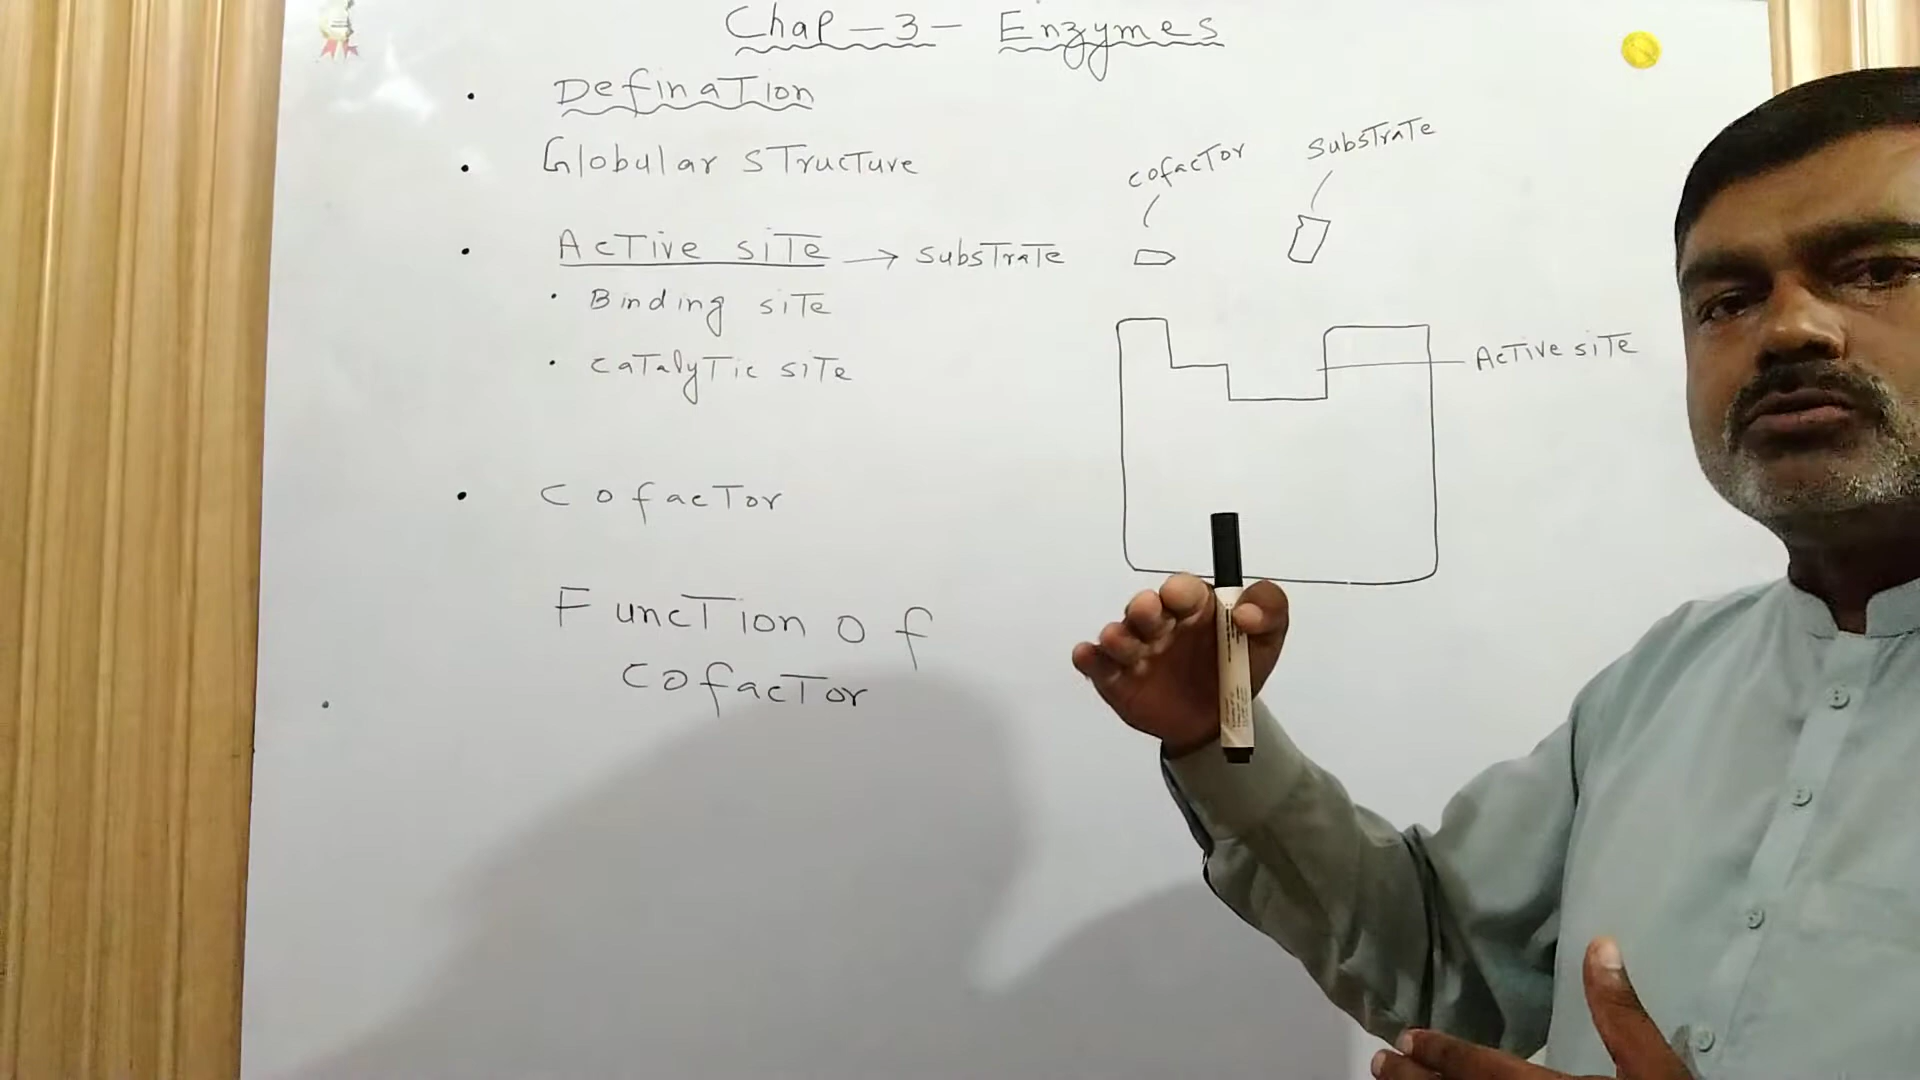 Chap - 3 - Enzymes
• Defination
• Globular structure
• Active site → substrate
• Binding site
• catalytic site
• cofactor
Function of
cofactor
cofactor
substrate
Active site